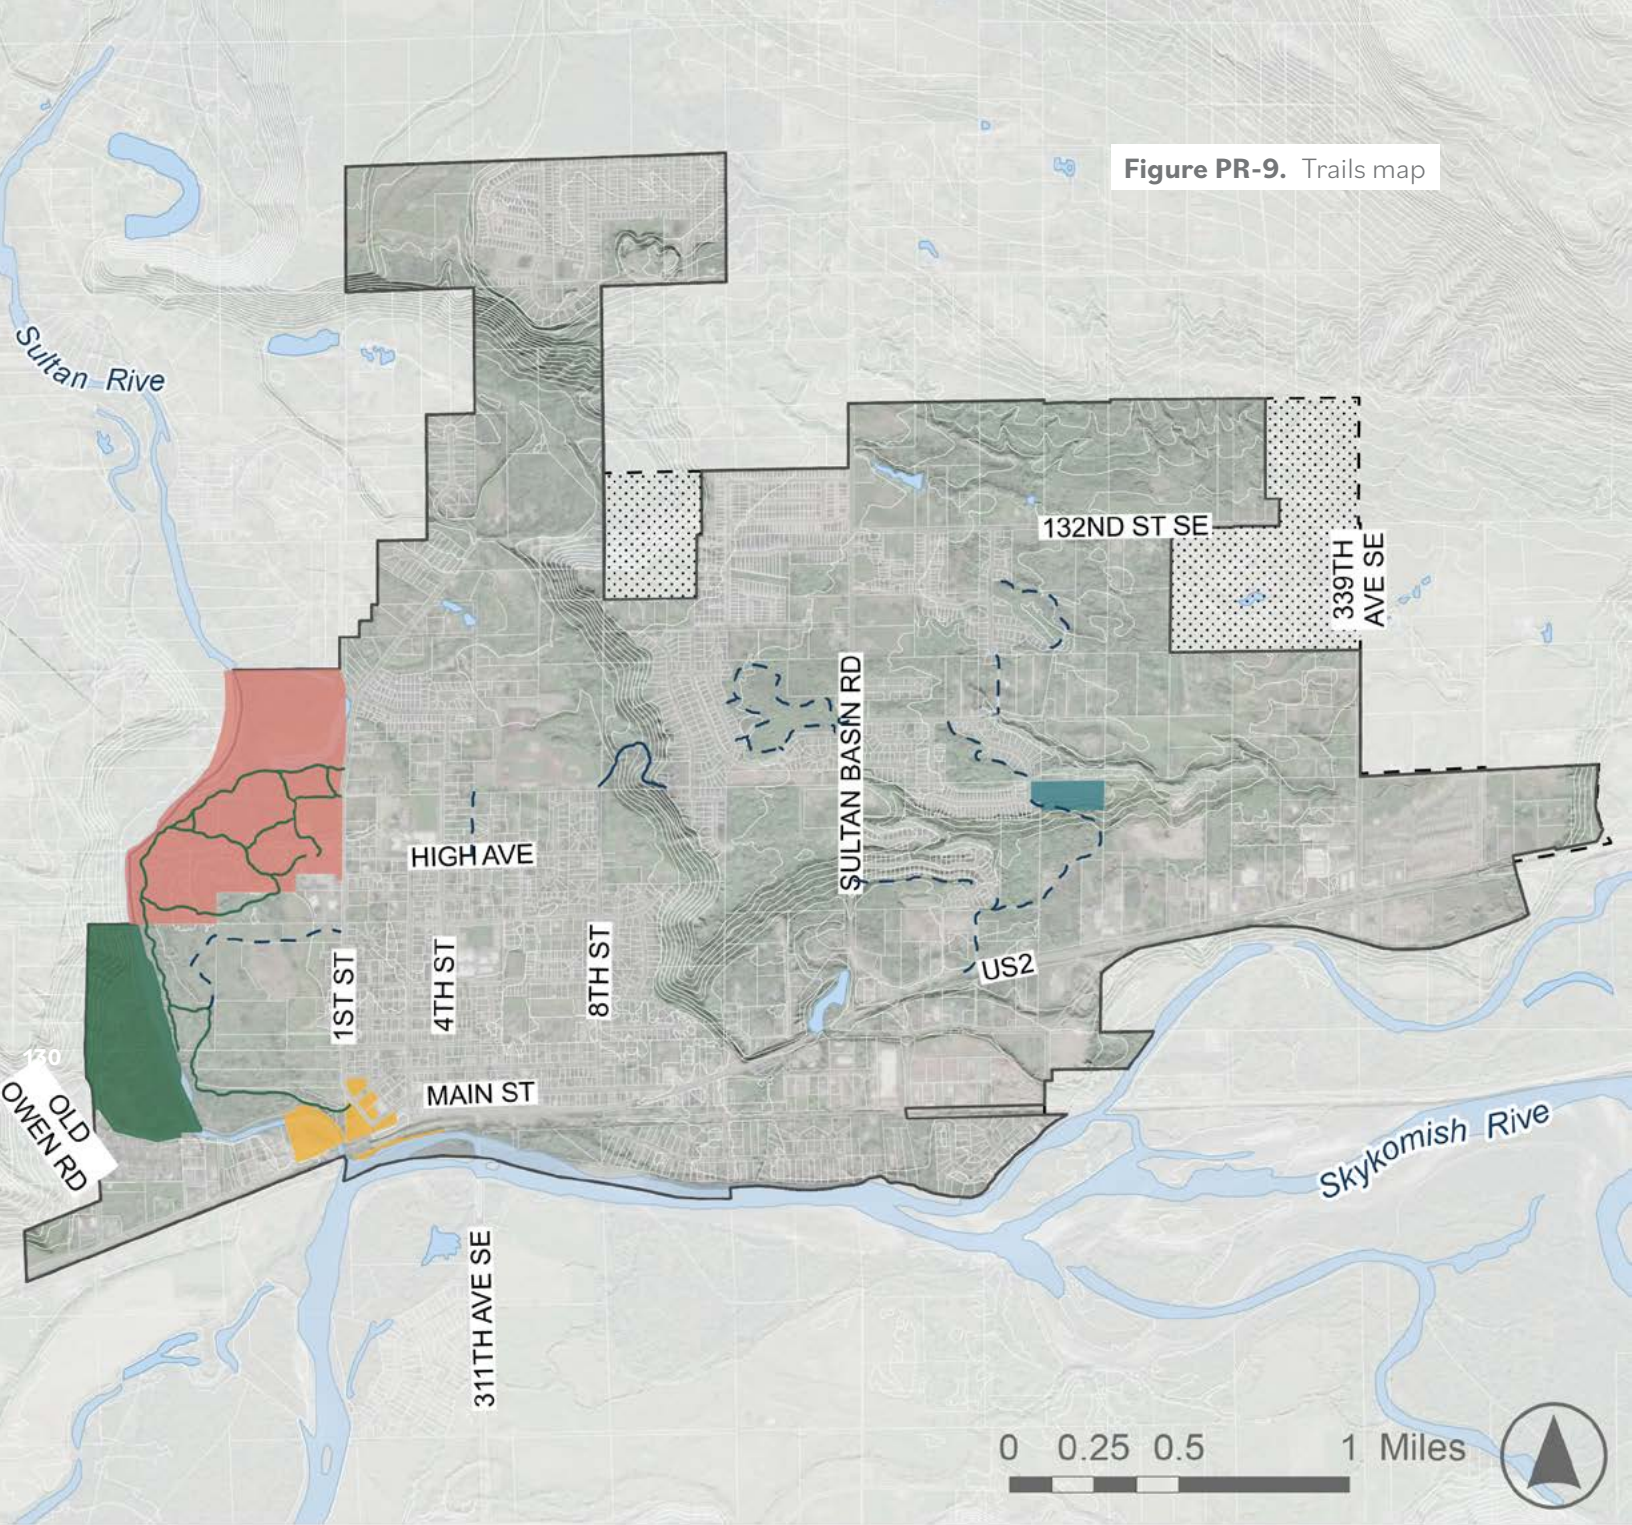 Figure PR-9. Trails map
Sultan Rive
132ND ST SE
339TH
AVE SE
SULTAN BASIN RD
HIGH AVE
1ST ST
4TH ST
8TH ST
US2
130
OLD
OWEN RD
MAIN ST
Skykomish Rive
311TH AVE SE
0 0.25 0.5 1 Miles